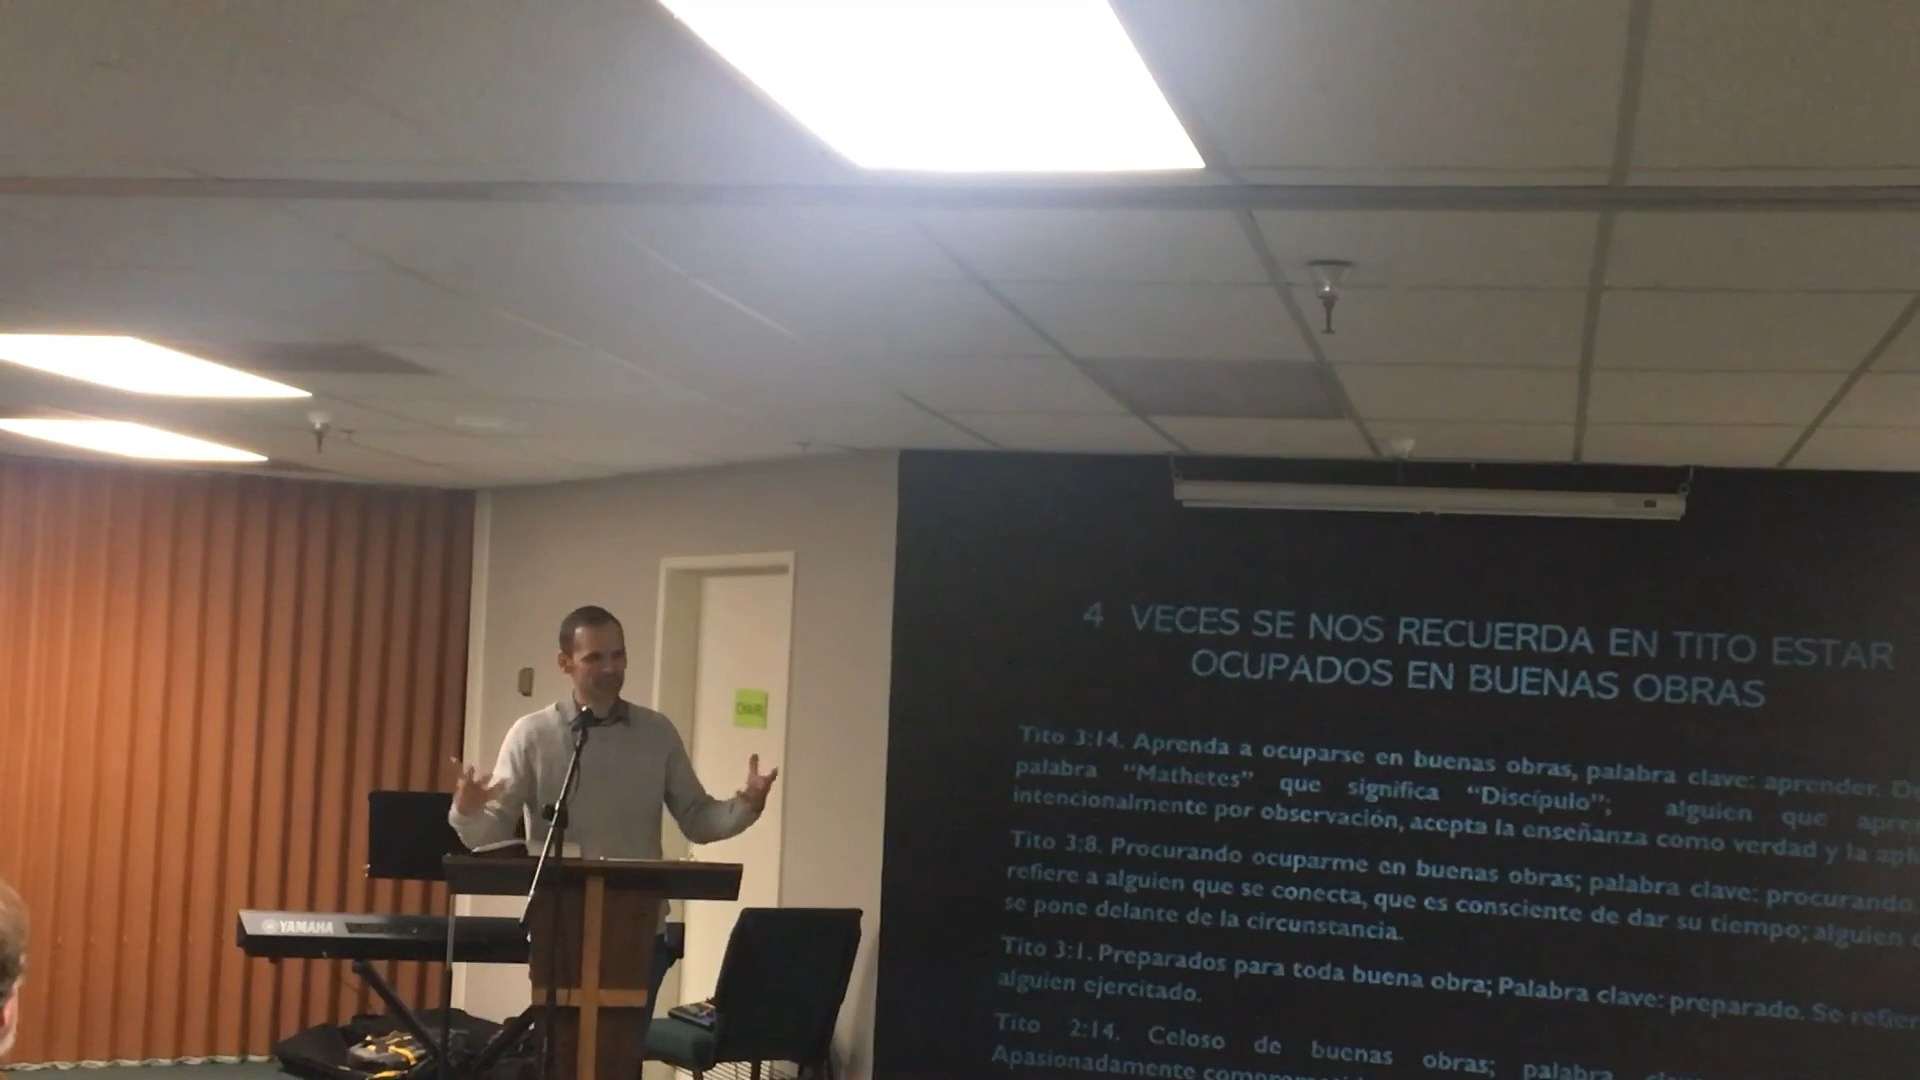 4 VECES SE NOS RECUERDA EN TITO ESTAR
OCUPADOS EN BUENAS OBRAS
Tito 3:14. Aprenda a ocuparse en buenas obras, palabra clave: aprender.
palabra "Mathetes" que significa "Discípulo"; alguien que
intencionalmente por observación, acepta la enseñanza como verdad y la
Tito 3:8. Procurando ocuparme en buenas obras; palabra clave: procurando.
refiere a alguien que se conecta, que es consciente de dar su tiempo; alguien
se pone delante de la circunstancia.
Tito 3:1. Preparados para toda buena obra; Palabra clave: preparado. Se
alguien ejercitado.
Tito 2:14. Celoso de buenas obras; palabra
Apasionadamente
CHAIRS
YAMAHA